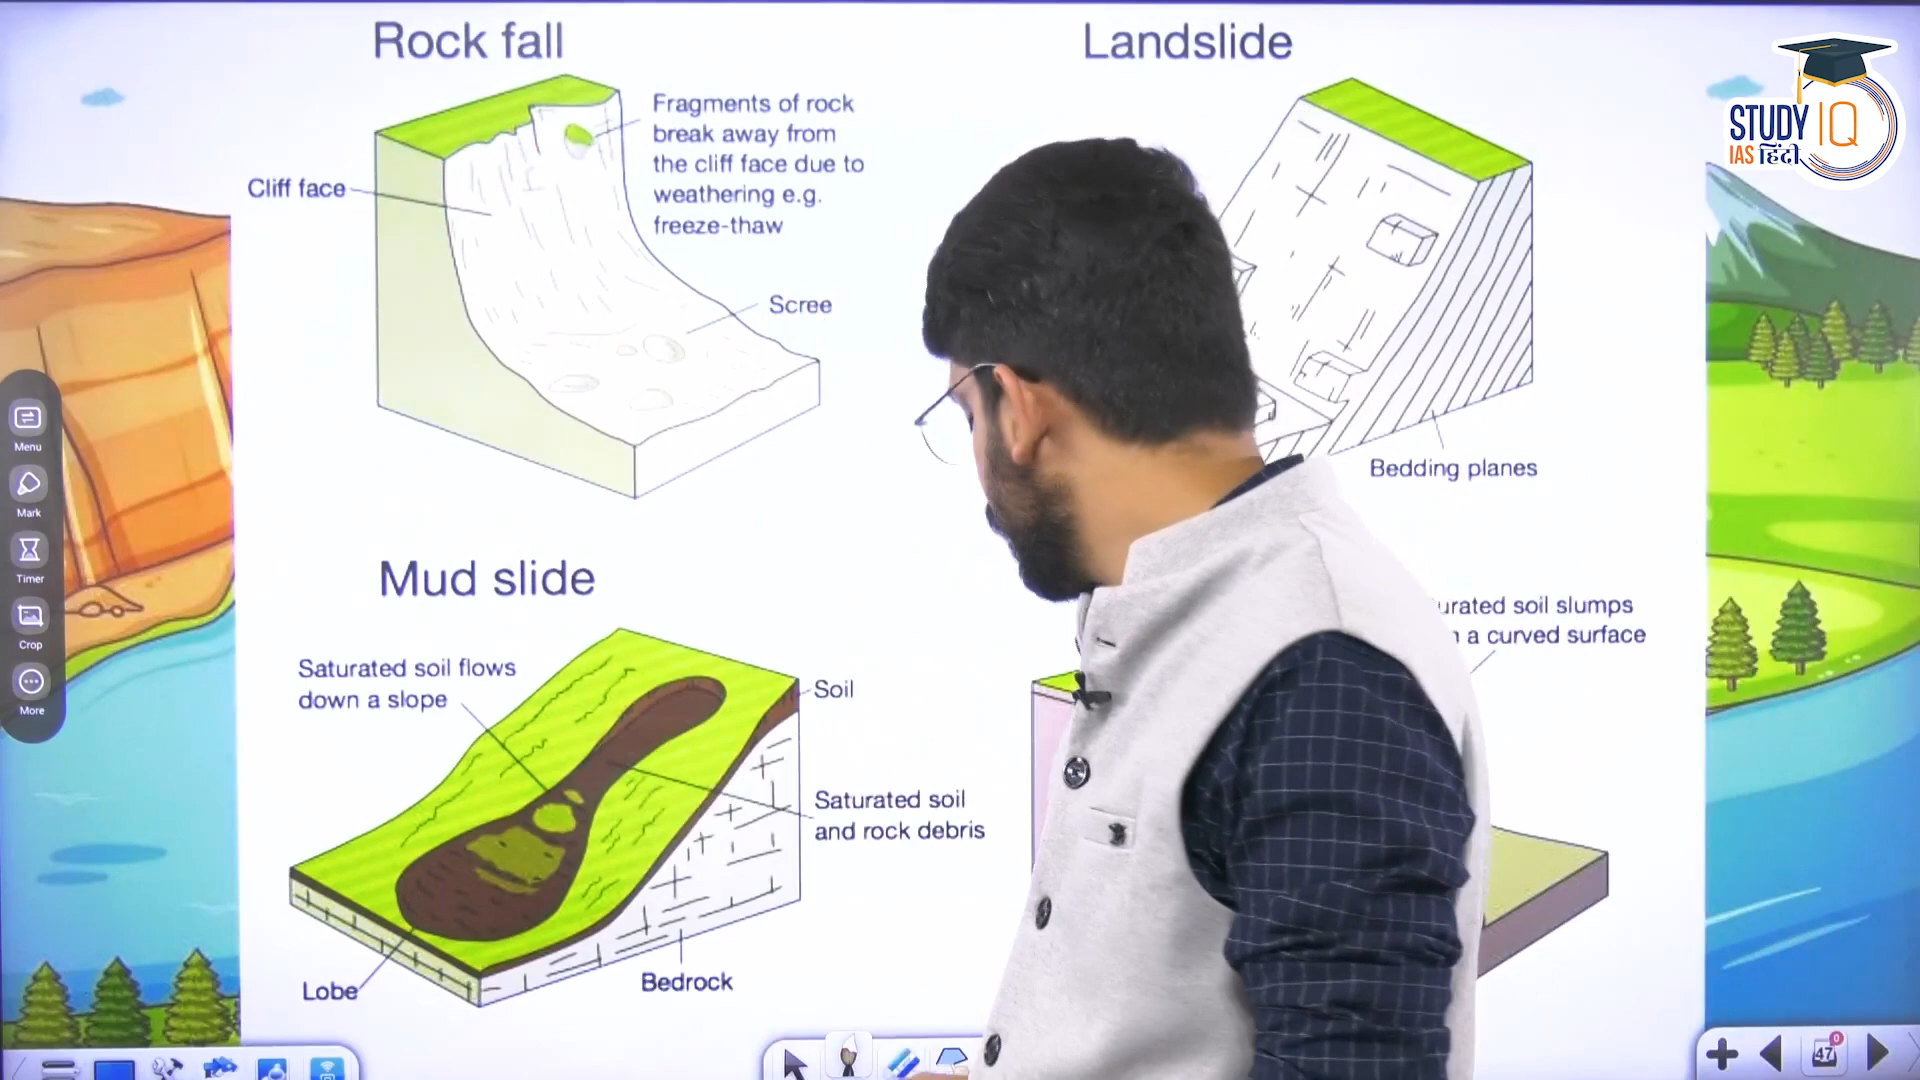 Rock fall
Fragments of rock
break away from
the cliff face due to
weathering e.g.
freeze-thaw
Cliff face
Scree
Landslide
Bedding planes
STUDY IQ
IAS हिंदी
Menu
Mark
Timer
Crop
More
Mud slide
Saturated soil flows
down a slope
Soil
Saturated soil
and rock debris
Lobe
Bedrock
soil slumps
a curved surface
47
0